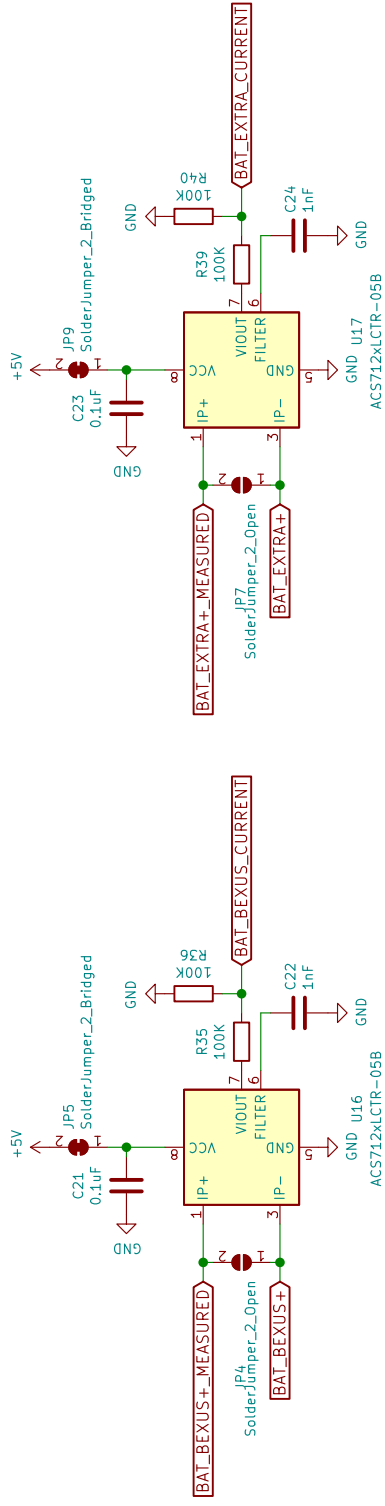 BAT_EXTRA_CURRENT
R40
100K
GND
C24
1nF
GND
R39
100K
JP9
SolderJumper_2_Bridged
+5V
2
1
C23
0.1uF
GND
7
6
8
VIOUT
FILTER
VCC
GND
IP+
IP-
5
GND
U17
ACS712xLCTR-05B
1
3
2
1
JP7
SolderJumper_2_Open
BAT_EXTRA+_MEASURED
BAT_EXTRA+
BAT_BEXUS_CURRENT
R36
100K
GND
C22
1nF
GND
R35
100K
JP5
SolderJumper_2_Bridged
+5V
2
1
C21
0.1uF
GND
7
6
8
VIOUT
FILTER
VCC
GND
IP+
IP-
5
GND
U16
ACS712xLCTR-05B
1
3
2
1
JP4
SolderJumper_2_Open
BAT_BEXUS+_MEASURED
BAT_BEXUS+